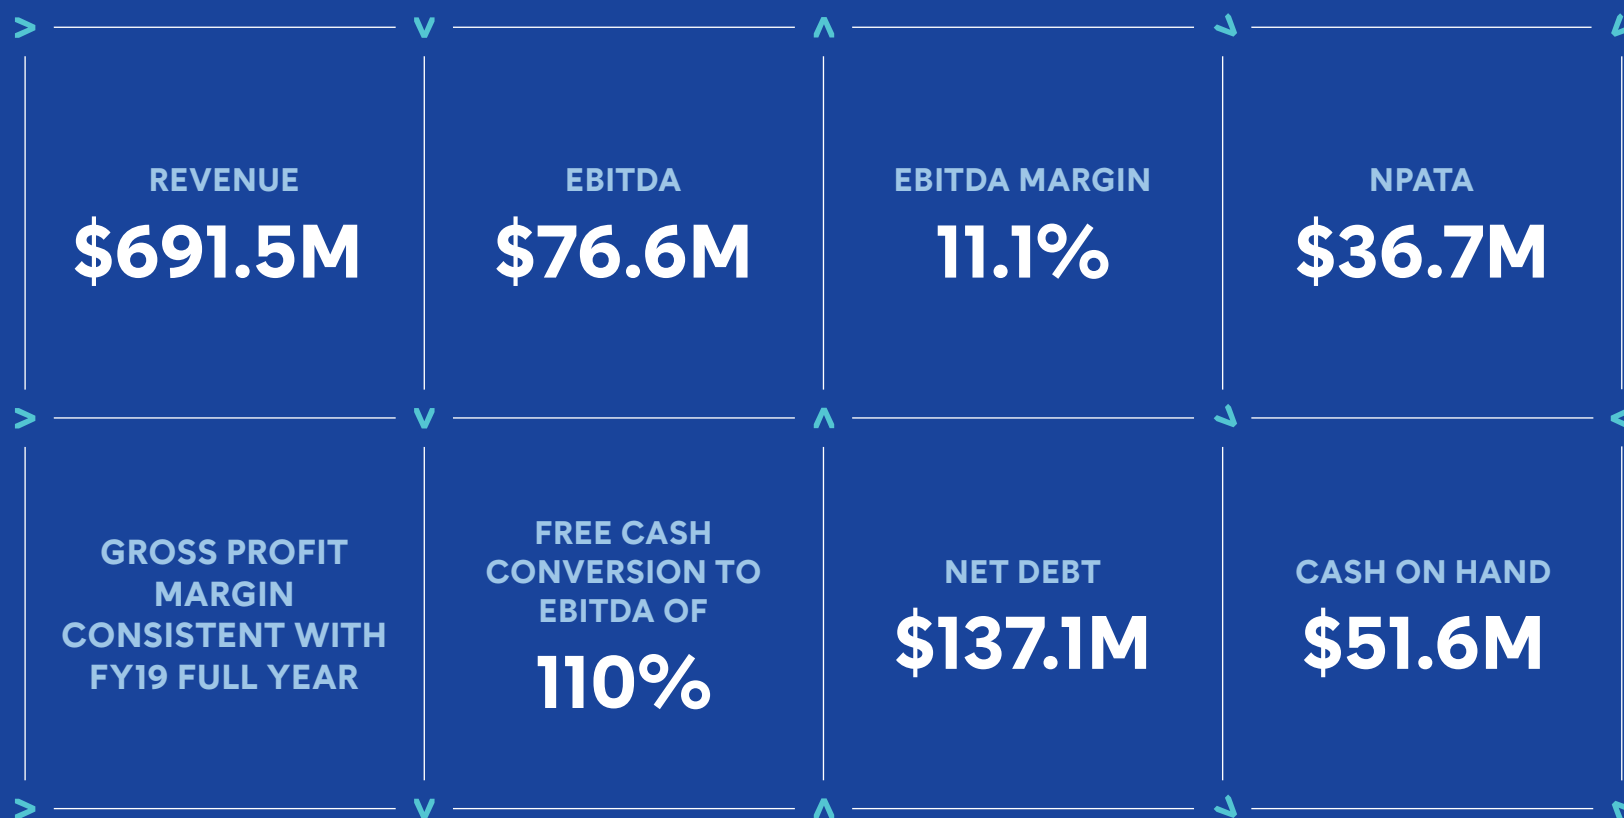 REVENUE
$691.5M
EBITDA
$76.6M
EBITDA MARGIN
11.1%
NPATA
$36.7M
GROSS PROFIT
MARGIN
CONSISTENT WITH
FY19 FULL YEAR
FREE CASH
CONVERSION TO
EBITDA OF
110%
NET DEBT
$137.1M
CASH ON HAND
$51.6M